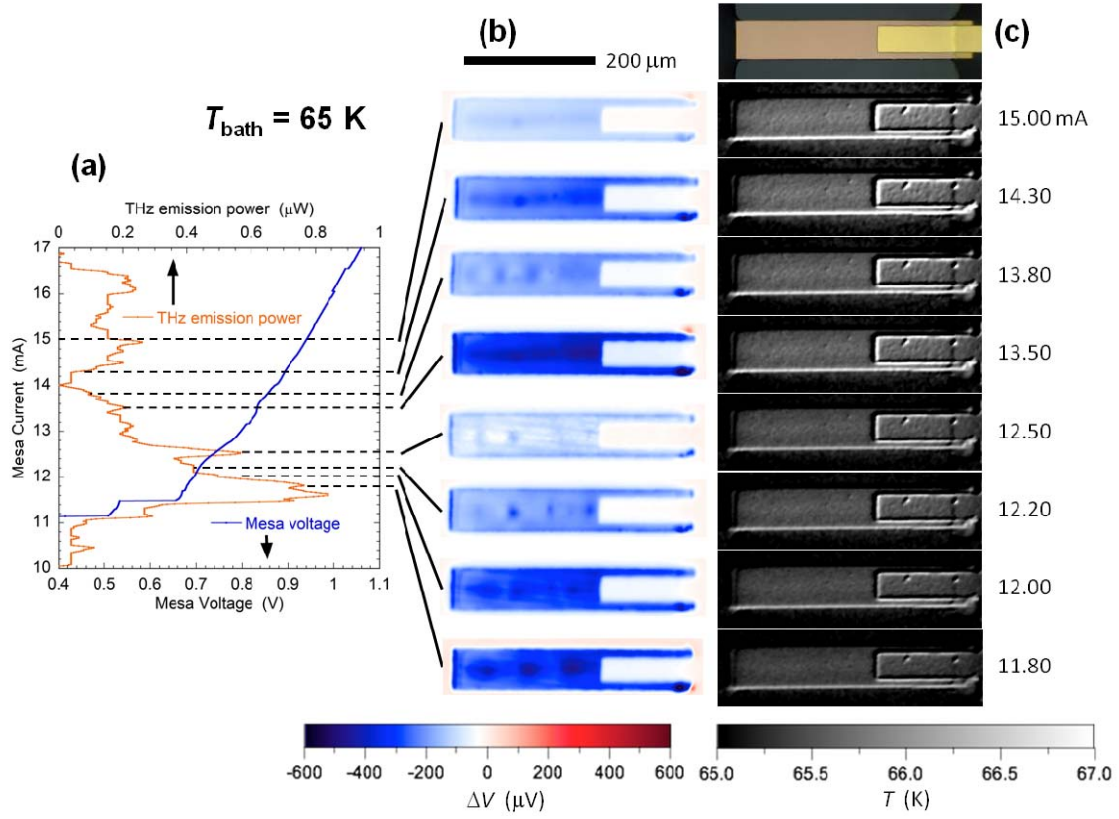 (b)
(c)
200 μm
T_bath = 65 K
15.00 mA
14.30
13.80
13.50
12.50
12.20
12.00
11.80
(a)
THz emission power (μW)
0 0.2 0.4 0.6 0.8 1
17
16
15
14
13
12
11
10
Mesa Current (mA)
THz emission power
Mesa voltage
0.4 0.5 0.6 0.7 0.8 0.9 1 1.1
Mesa Voltage (V)
-600 -400 -200 0 200 400 600
ΔV (μV)
65.0 65.5 66.0 66.5 67.0
T (K)